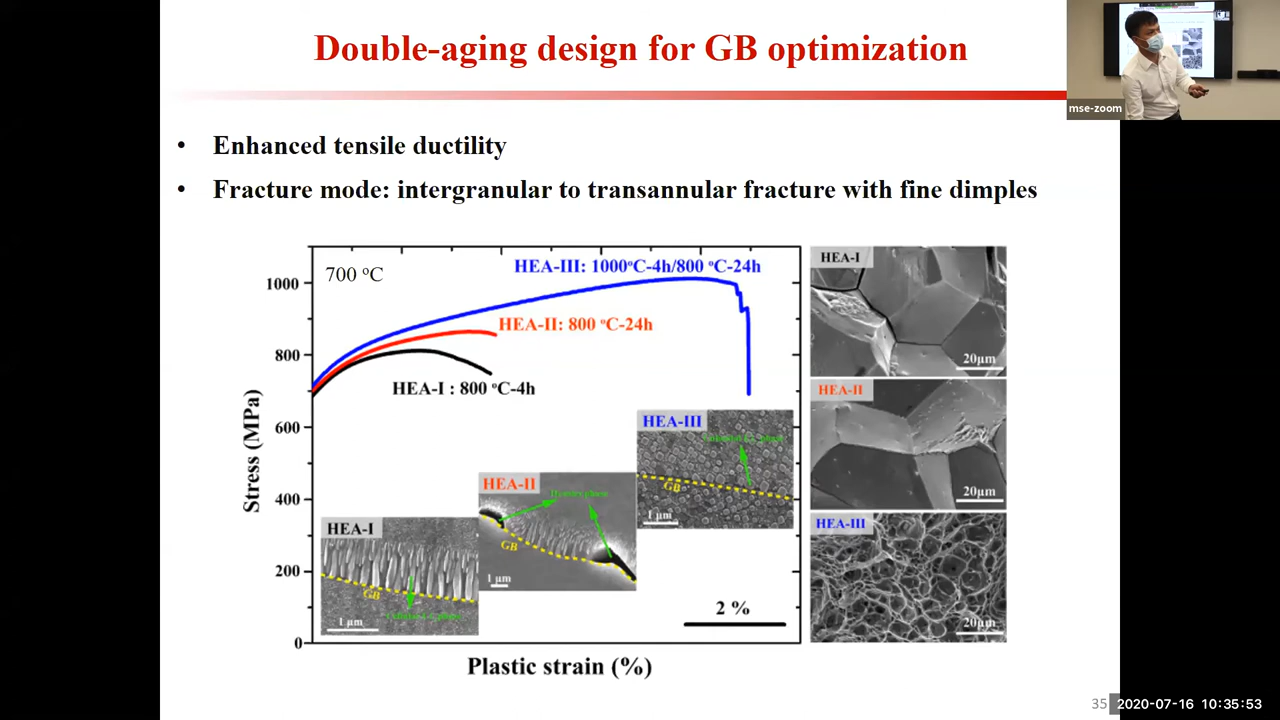 Double-aging design for GB optimization
mse-zoom
• Enhanced tensile ductility
• Fracture mode: intergranular to transannular fracture with fine dimples
700 °C
HEA-III: 1000°C-4h/800 °C-24h
HEA-II: 800 °C-24h
HEA-I : 800 °C-4h
1000
800
600
400
200
0
Stress (MPa)
Plastic strain (%)
2 %
HEA-I
GB
1 μm
HEA-II
GB
1 μm
HEA-III
GB
1 μm
HEA-I
20μm
HEA-II
20μm
HEA-III
20μm
35
2020-07-16 10:35:53